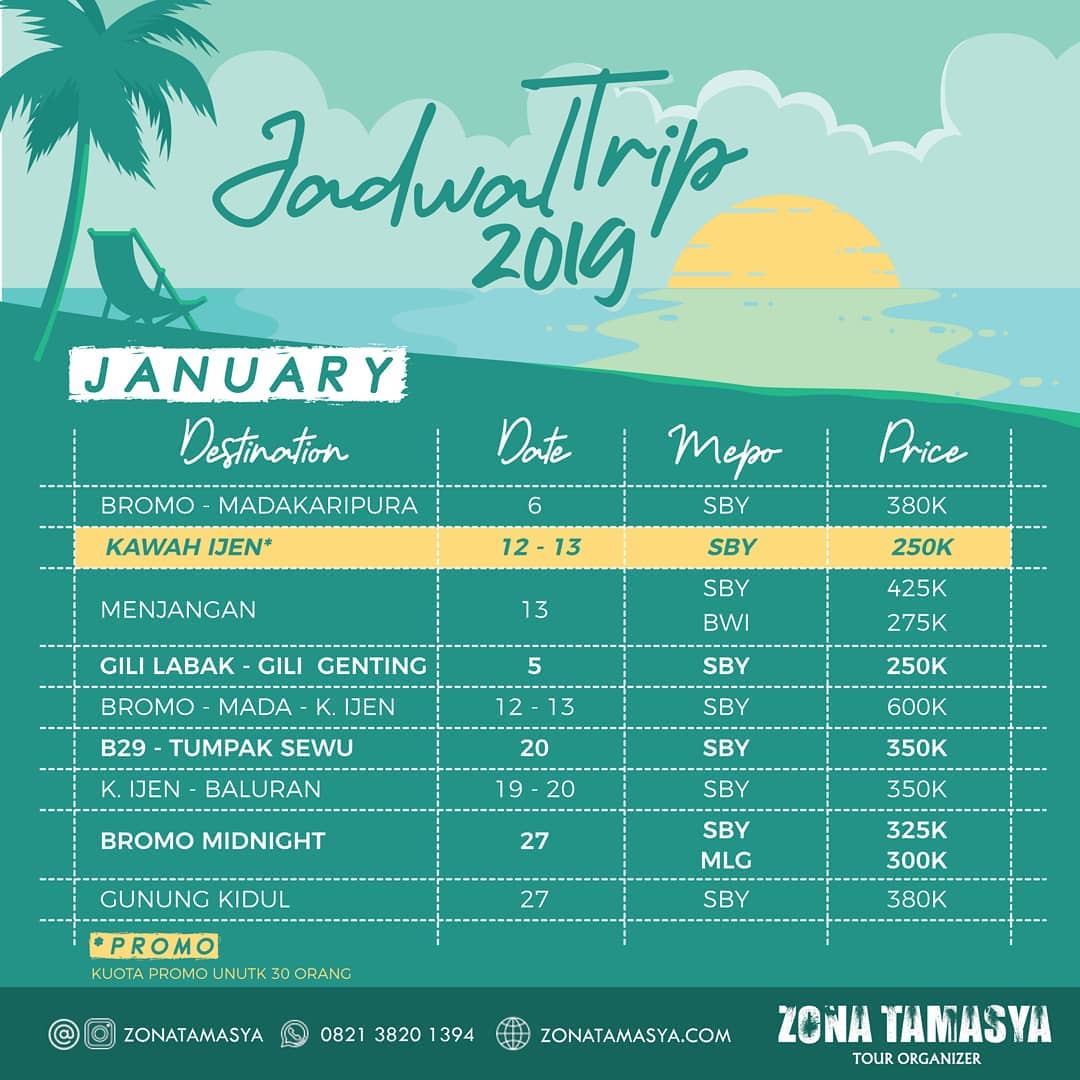 Jadwal Trip
2019
JANUARY
Destination Date Mepo Price
BROMO - MADAKARIPURA 6 SBY 380K
KAWAH IJEN* 12 - 13 SBY 250K
MENJANGAN 13 SBY 425K
BWI 275K
GILI LABAK - GILI GENTING 5 SBY 250K
BROMO - MADA - K. IJEN 12 - 13 SBY 600K
B29 - TUMPAK SEWU 20 SBY 350K
K. IJEN - BALURAN 19 - 20 SBY 350K
BROMO MIDNIGHT 27 SBY 325K
MLG 300K
GUNUNG KIDUL 27 SBY 380K
*PROMO
KUOTA PROMO UNUTK 30 ORANG
@ ZONATAMASYA 0821 3820 1394 ZONATAMASYA.COM
ZONA TAMASYA
TOUR ORGANIZER